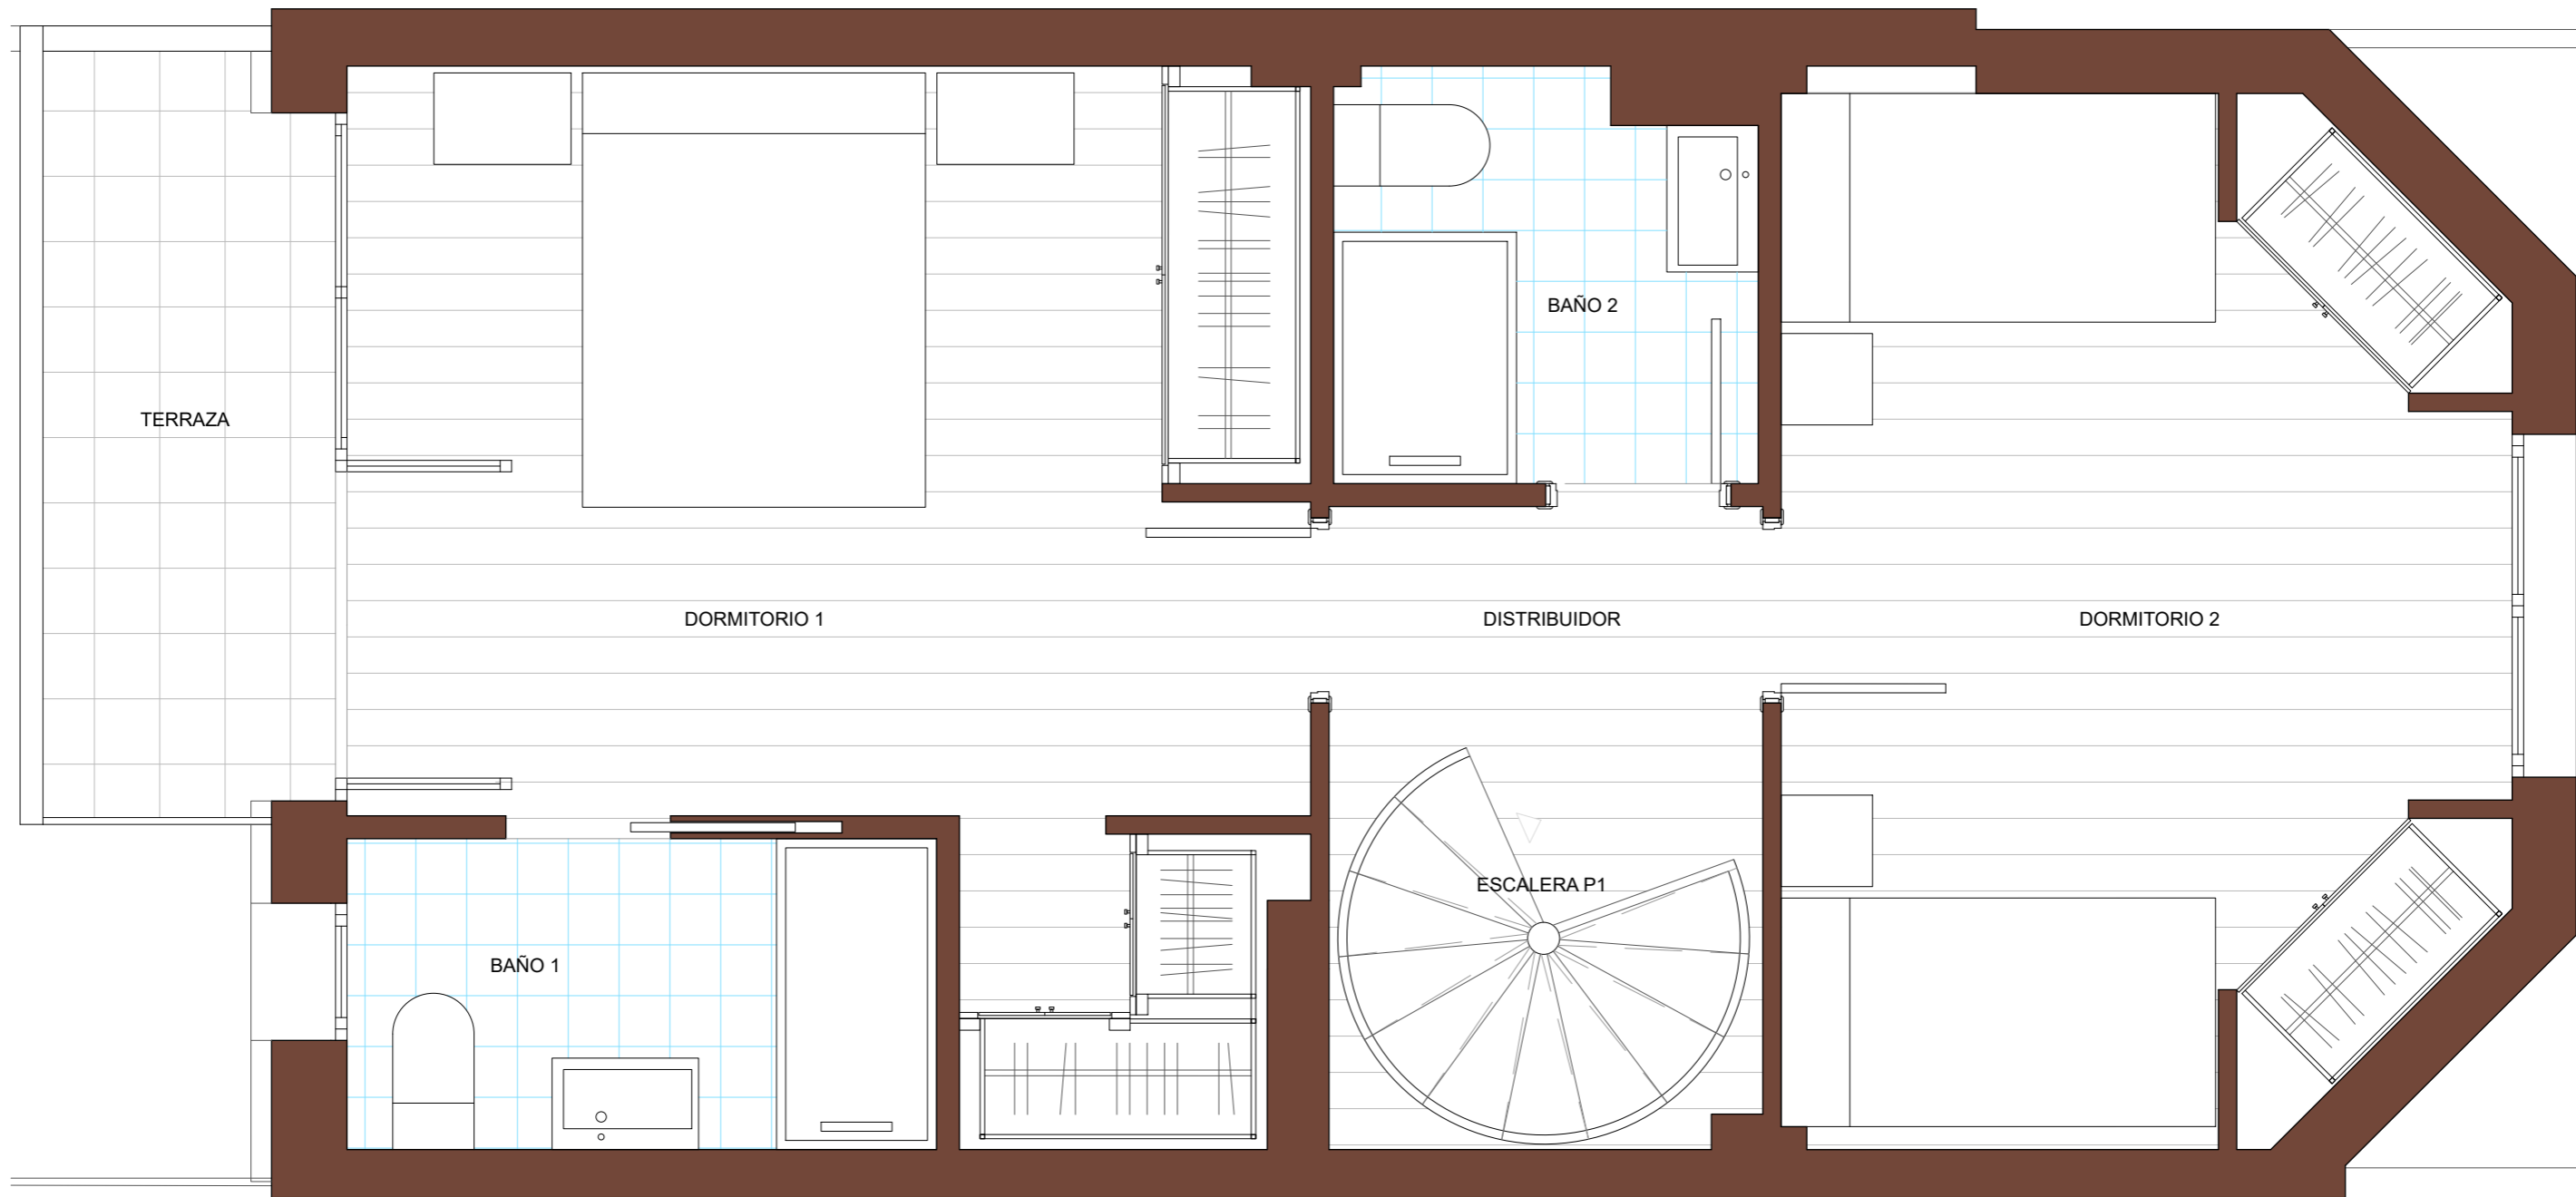 BAÑO 2
TERRAZA
DORMITORIO 1
DISTRIBUIDOR
DORMITORIO 2
ESCALERA P1
BAÑO 1